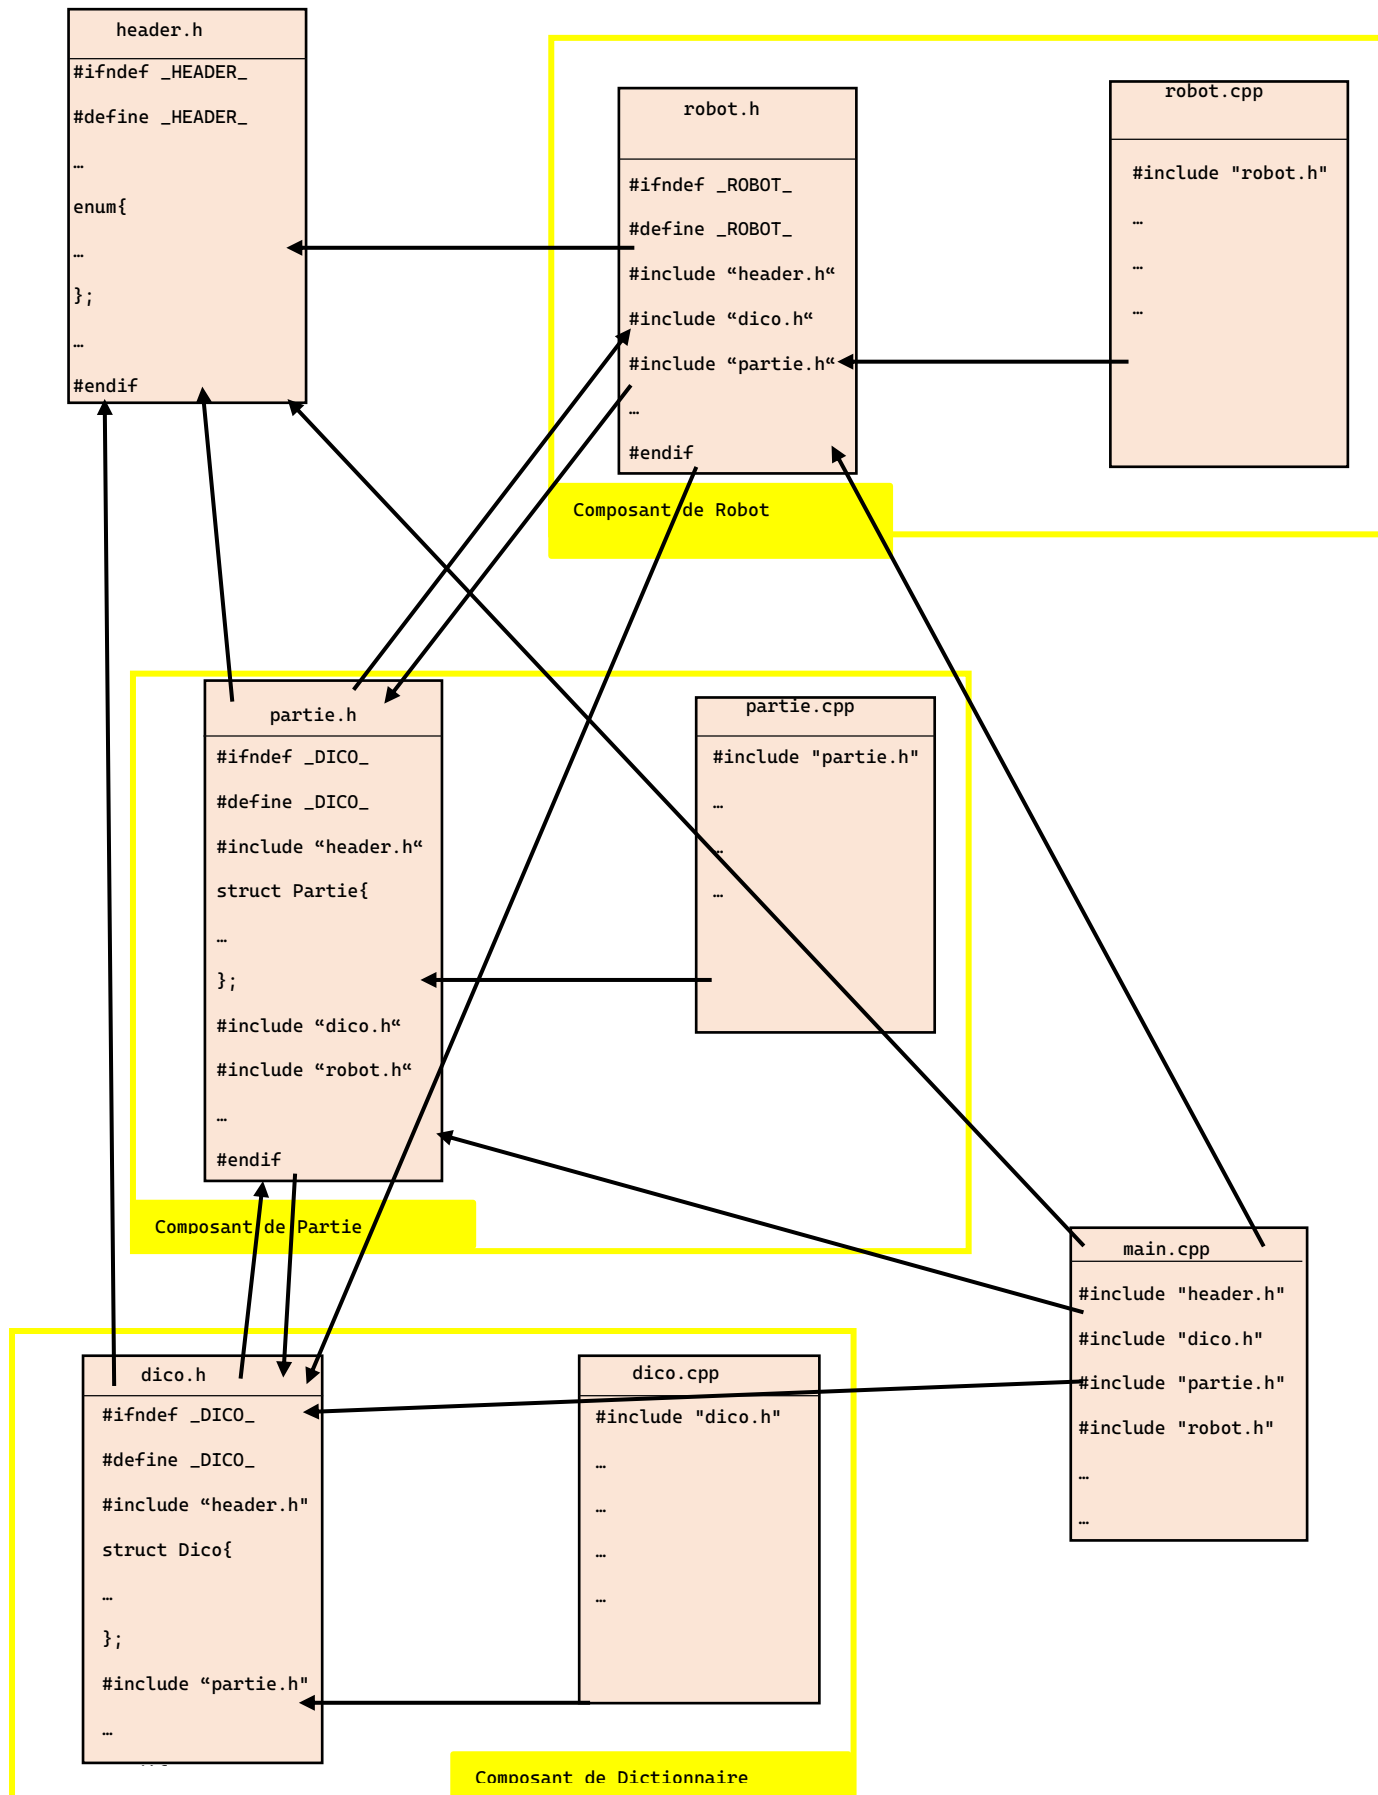 header.h
#ifndef _HEADER_
#define _HEADER_
…
enum{
…
};
…
#endif
robot.h
#ifndef _ROBOT_
#define _ROBOT_
#include “header.h“
#include “dico.h“
#include “partie.h“
…
#endif
robot.cpp
#include "robot.h"
…
…
…
Composant de Robot
partie.h
#ifndef _DICO_
#define _DICO_
#include “header.h“
struct Partie{
…
};
#include “dico.h“
#include “robot.h“
…
#endif
partie.cpp
#include "partie.h"
…
…
…
Composant de Partie
main.cpp
#include "header.h"
#include "dico.h"
#include "partie.h"
#include "robot.h"
…
…
dico.h
#ifndef _DICO_
#define _DICO_
#include “header.h"
struct Dico{
…
};
#include “partie.h"
…
dico.cpp
#include "dico.h"
…
…
…
…
Composant de Dictionnaire